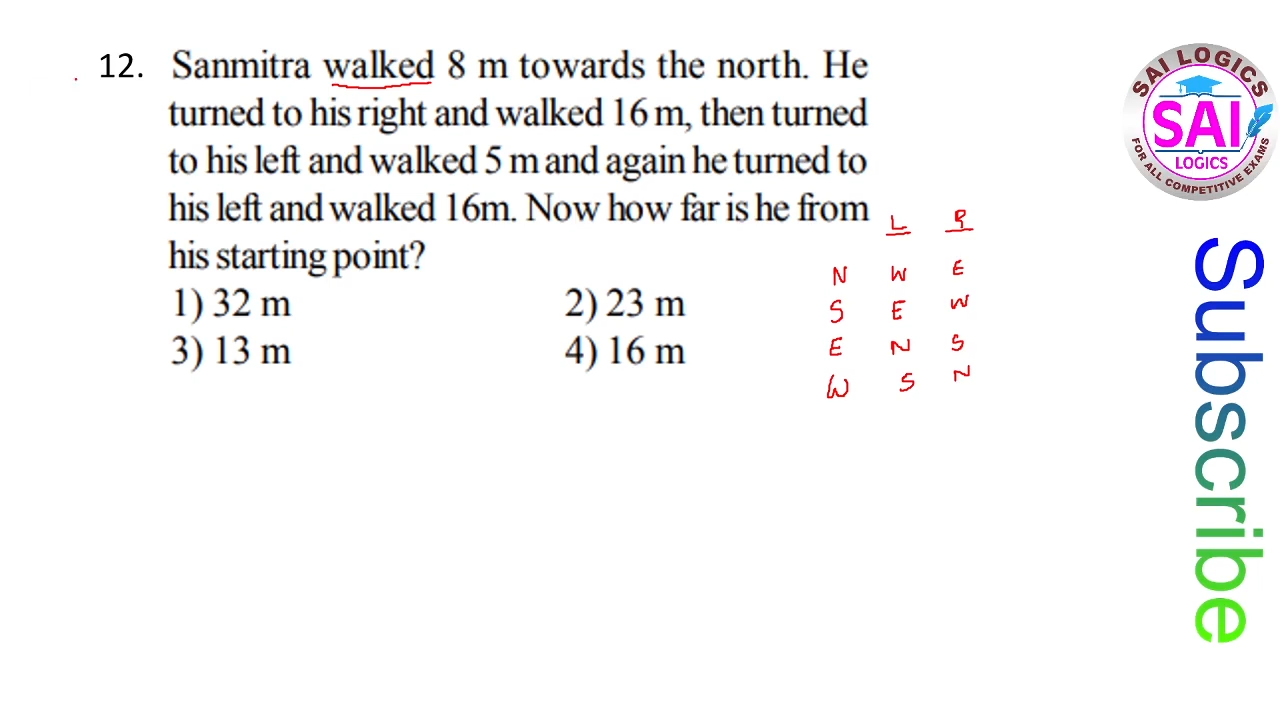 12. Sanmitra walked 8 m towards the north. He
turned to his right and walked 16 m, then turned
to his left and walked 5 m and again he turned to
his left and walked 16m. Now how far is he from
his starting point?
1) 32 m 2) 23 m
3) 13 m 4) 16 m
L R
N W E
S E W
E N S
W S N
SAI LOGICS
SAI
LOGICS
FOR ALL COMPETITIVE EXAMS
Subscribe